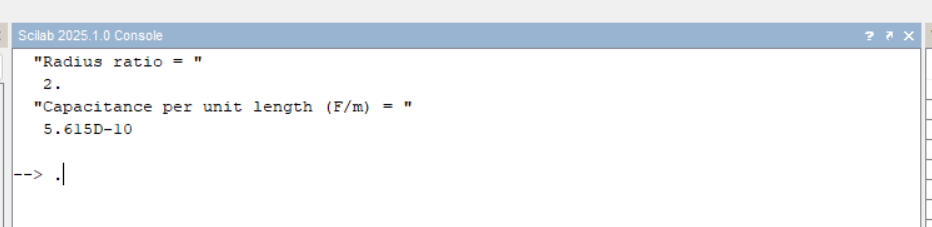 Scilab 2025.1.0 Console ? ↗ ×
"Radius ratio = "
2.
"Capacitance per unit length (F/m) = "
5.615D-10
--> .